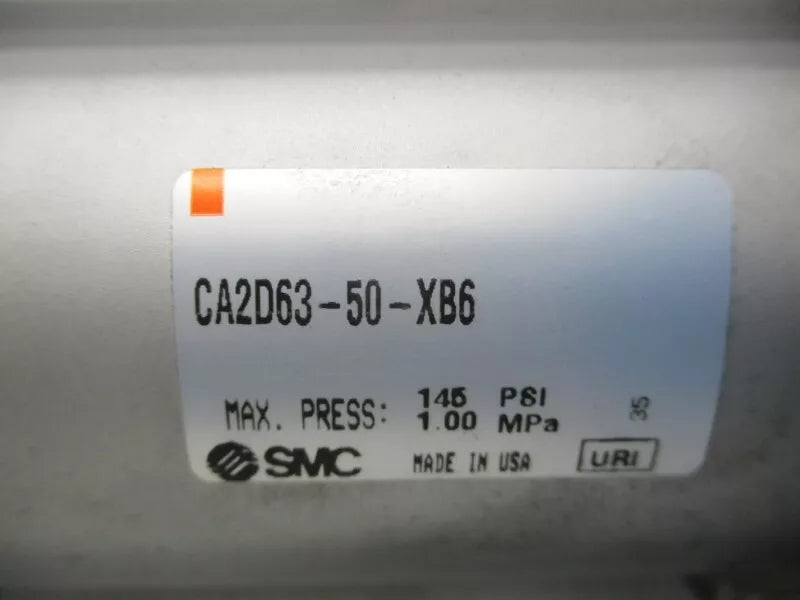 CA2D63-50-XB6
MAX. PRESS: 145 PSI
1.00 MPa
35
SMC MADE IN USA URI